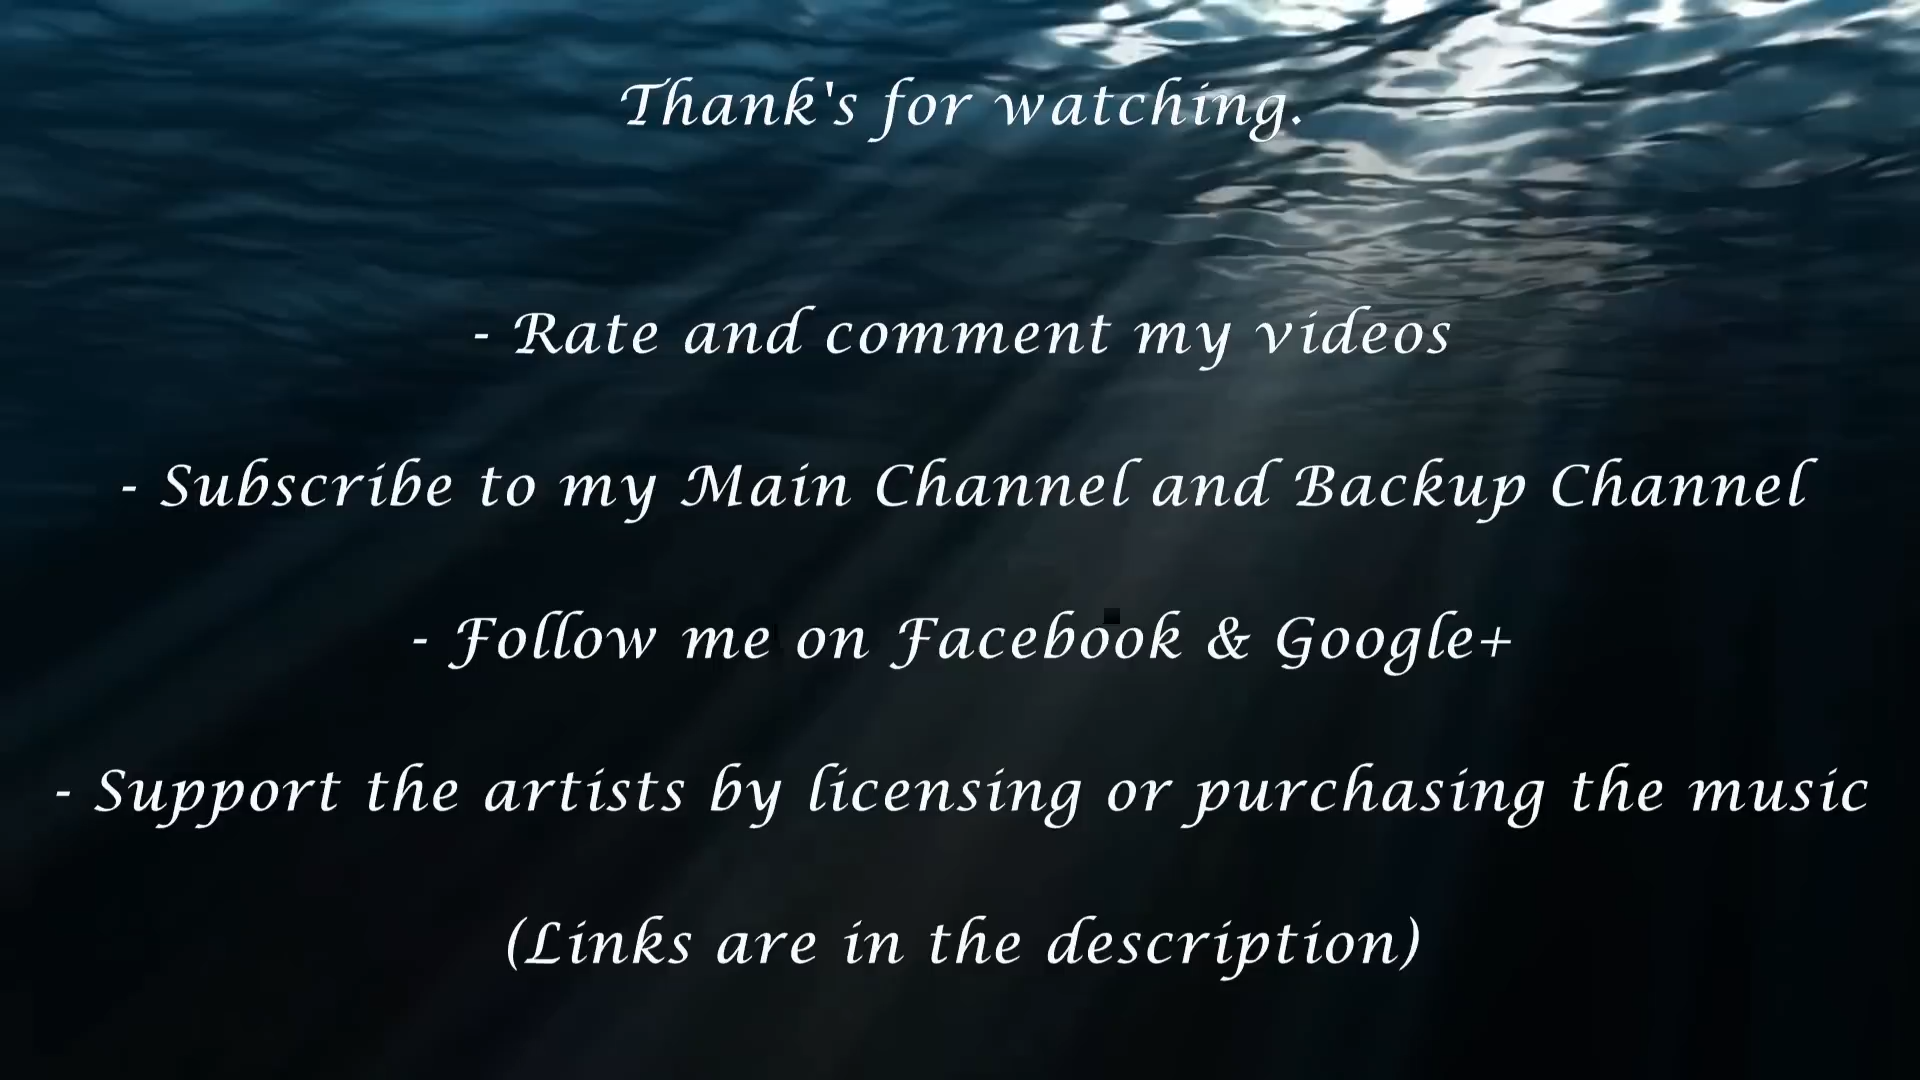 Thank's for watching.
- Rate and comment my videos
- Subscribe to my Main Channel and Backup Channel
- Follow me on Facebook & Google+
- Support the artists by licensing or purchasing the music
(Links are in the description)